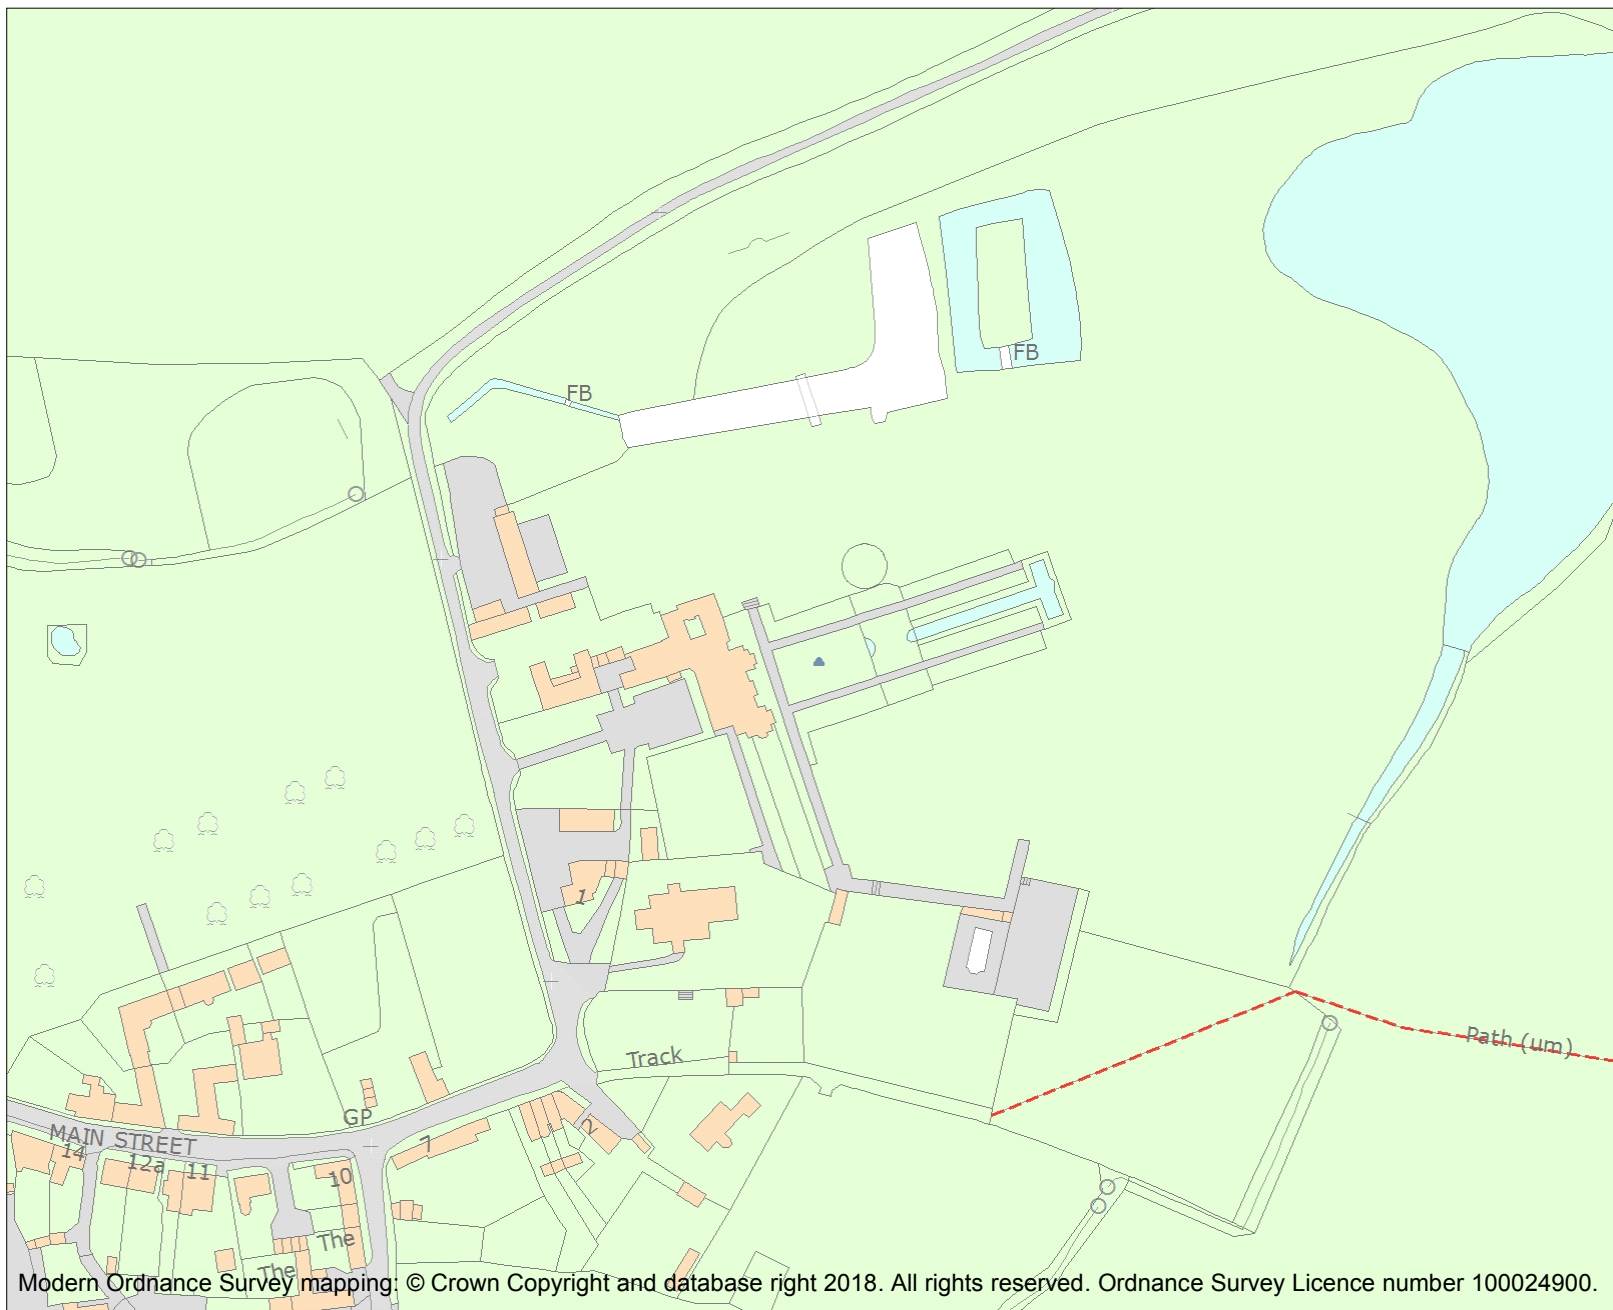 FB
FB
1
Path (um)
Track
GP
MAIN STREET
14
12a
11
7
2
10
The
The
Modern Ordnance Survey mapping: © Crown Copyright and database right 2018. All rights reserved. Ordnance Survey Licence number 100024900.